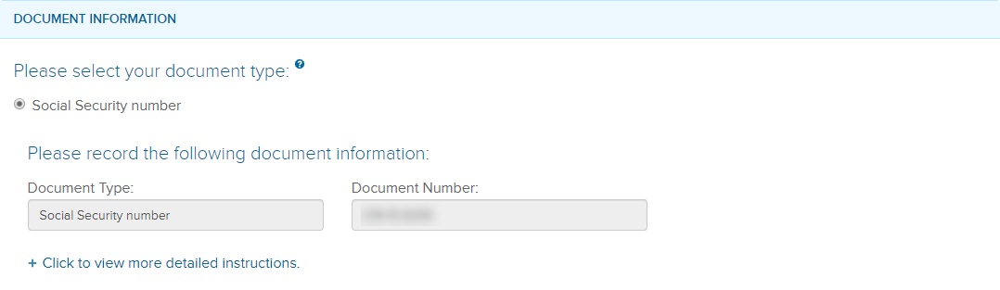 DOCUMENT INFORMATION
Please select your document type: ?
Social Security number
Please record the following document information:
Document Type: Document Number:
Social Security number
+ Click to view more detailed instructions.